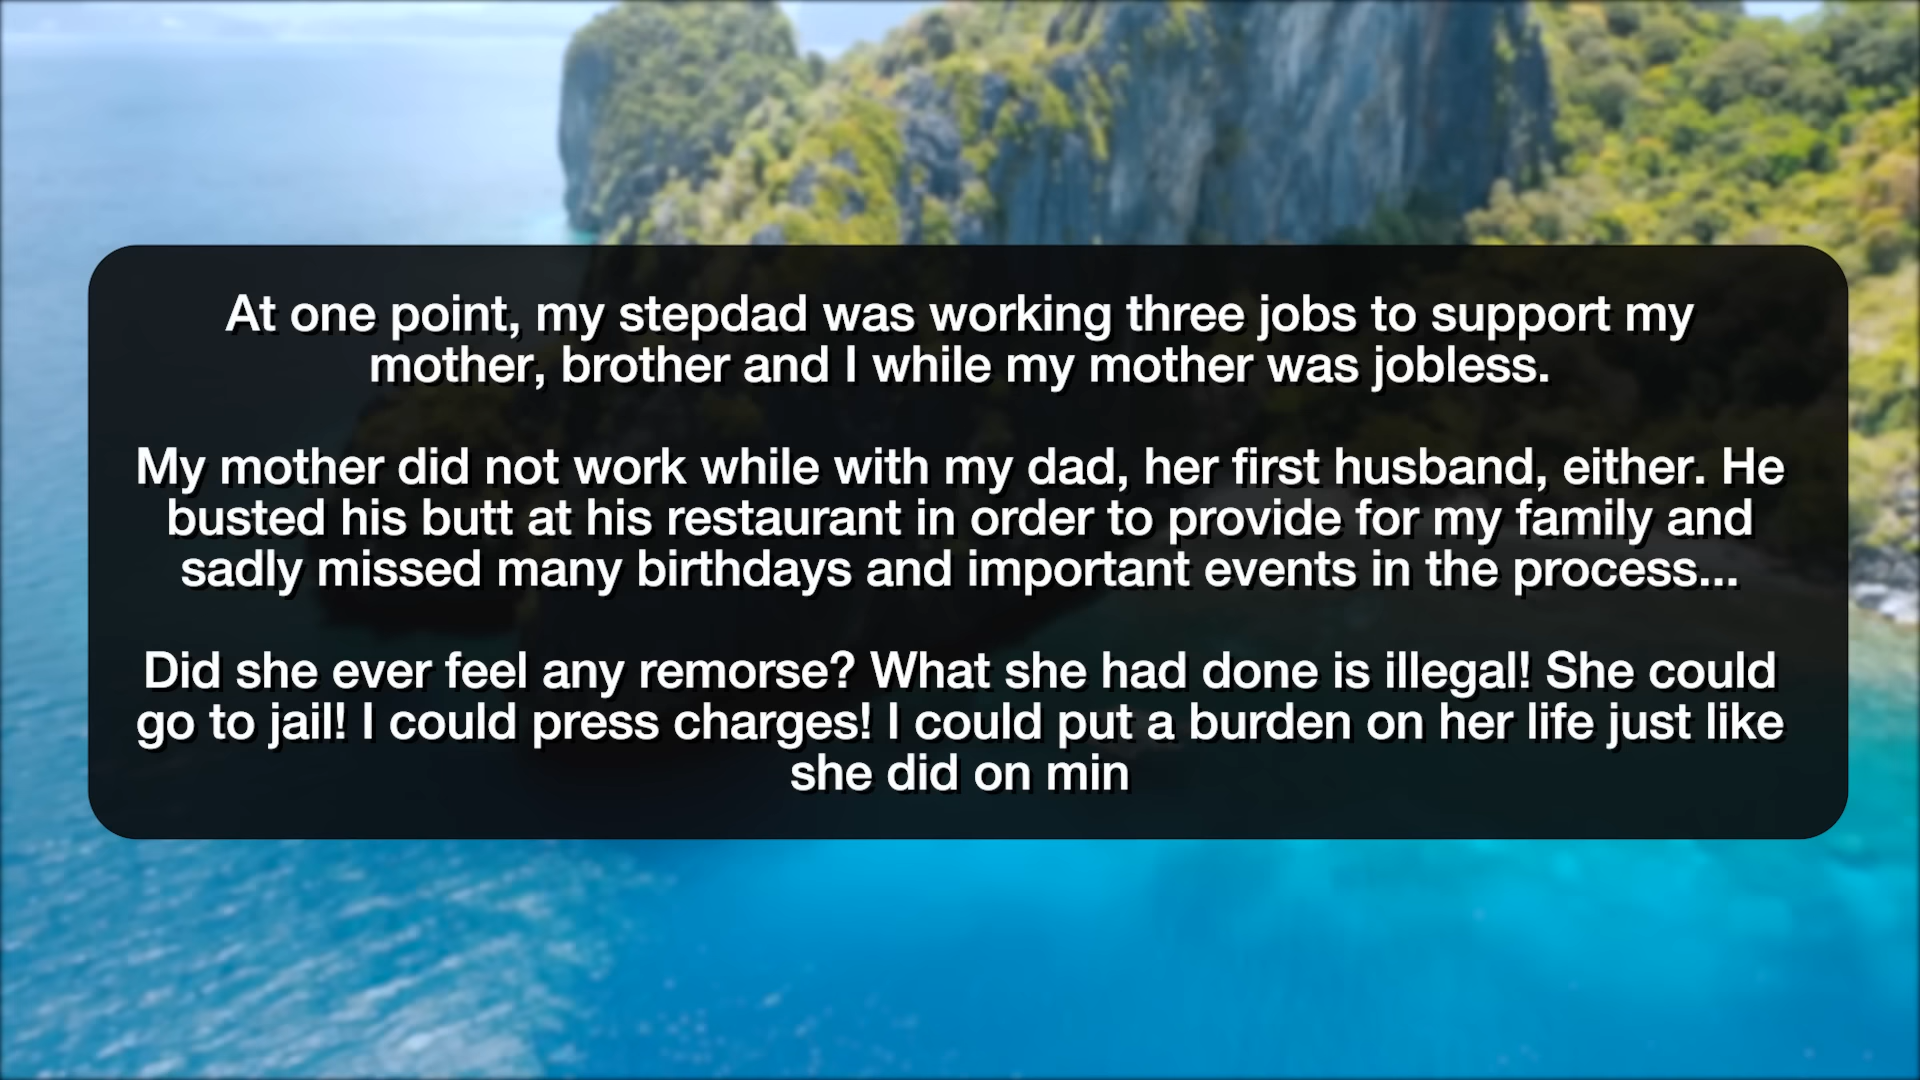 At one point, my stepdad was working three jobs to support my
mother, brother and I while my mother was jobless.
My mother did not work while with my dad, her first husband, either. He
busted his butt at his restaurant in order to provide for my family and
sadly missed many birthdays and important events in the process...
Did she ever feel any remorse? What she had done is illegal! She could
go to jail! I could press charges! I could put a burden on her life just like
she did on min